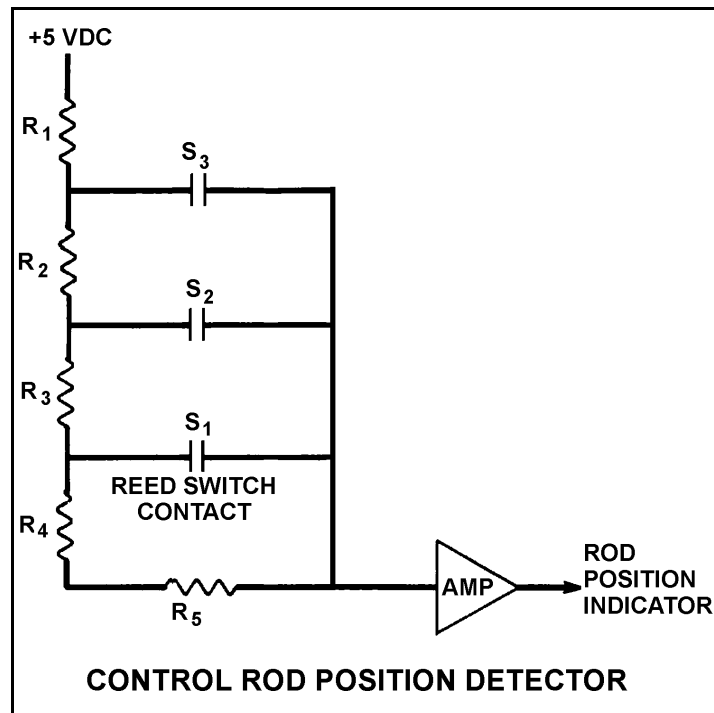 +5 VDC
R1
S3
R2
S2
R3
S1
REED SWITCH
CONTACT
R4
R5
AMP
ROD
POSITION
INDICATOR
CONTROL ROD POSITION DETECTOR